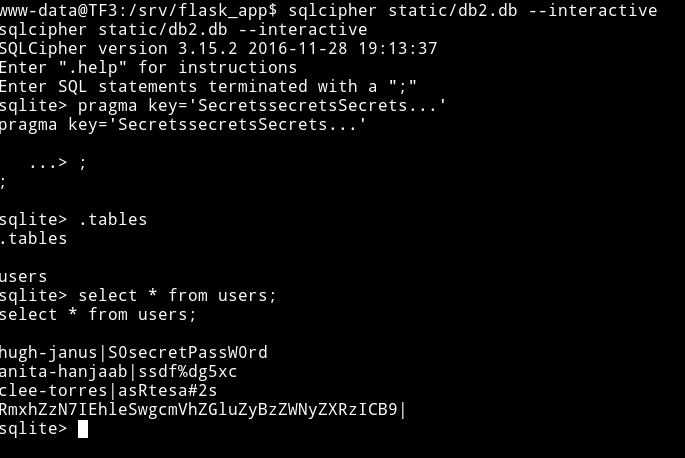 www-data@TF3:/srv/flask_app$ sqlcipher static/db2.db --interactive
sqlcipher static/db2.db --interactive
SQLCipher version 3.15.2 2016-11-28 19:13:37
Enter ".help" for instructions
Enter SQL statements terminated with a ";"
sqlite> pragma key='SecretssecretsSecrets...'
pragma key='SecretssecretsSecrets...'
...> ;
;
sqlite> .tables
.tables
users
sqlite> select * from users;
select * from users;
hugh-janus|S0secretPassW0rd
anita-hanjaab|ssdf%dg5xc
clee-torres|asRtesa#2s
RmxhZzN7IEhleSwgcmVhZGluZyBzZWNyZXRzICB9|
sqlite>